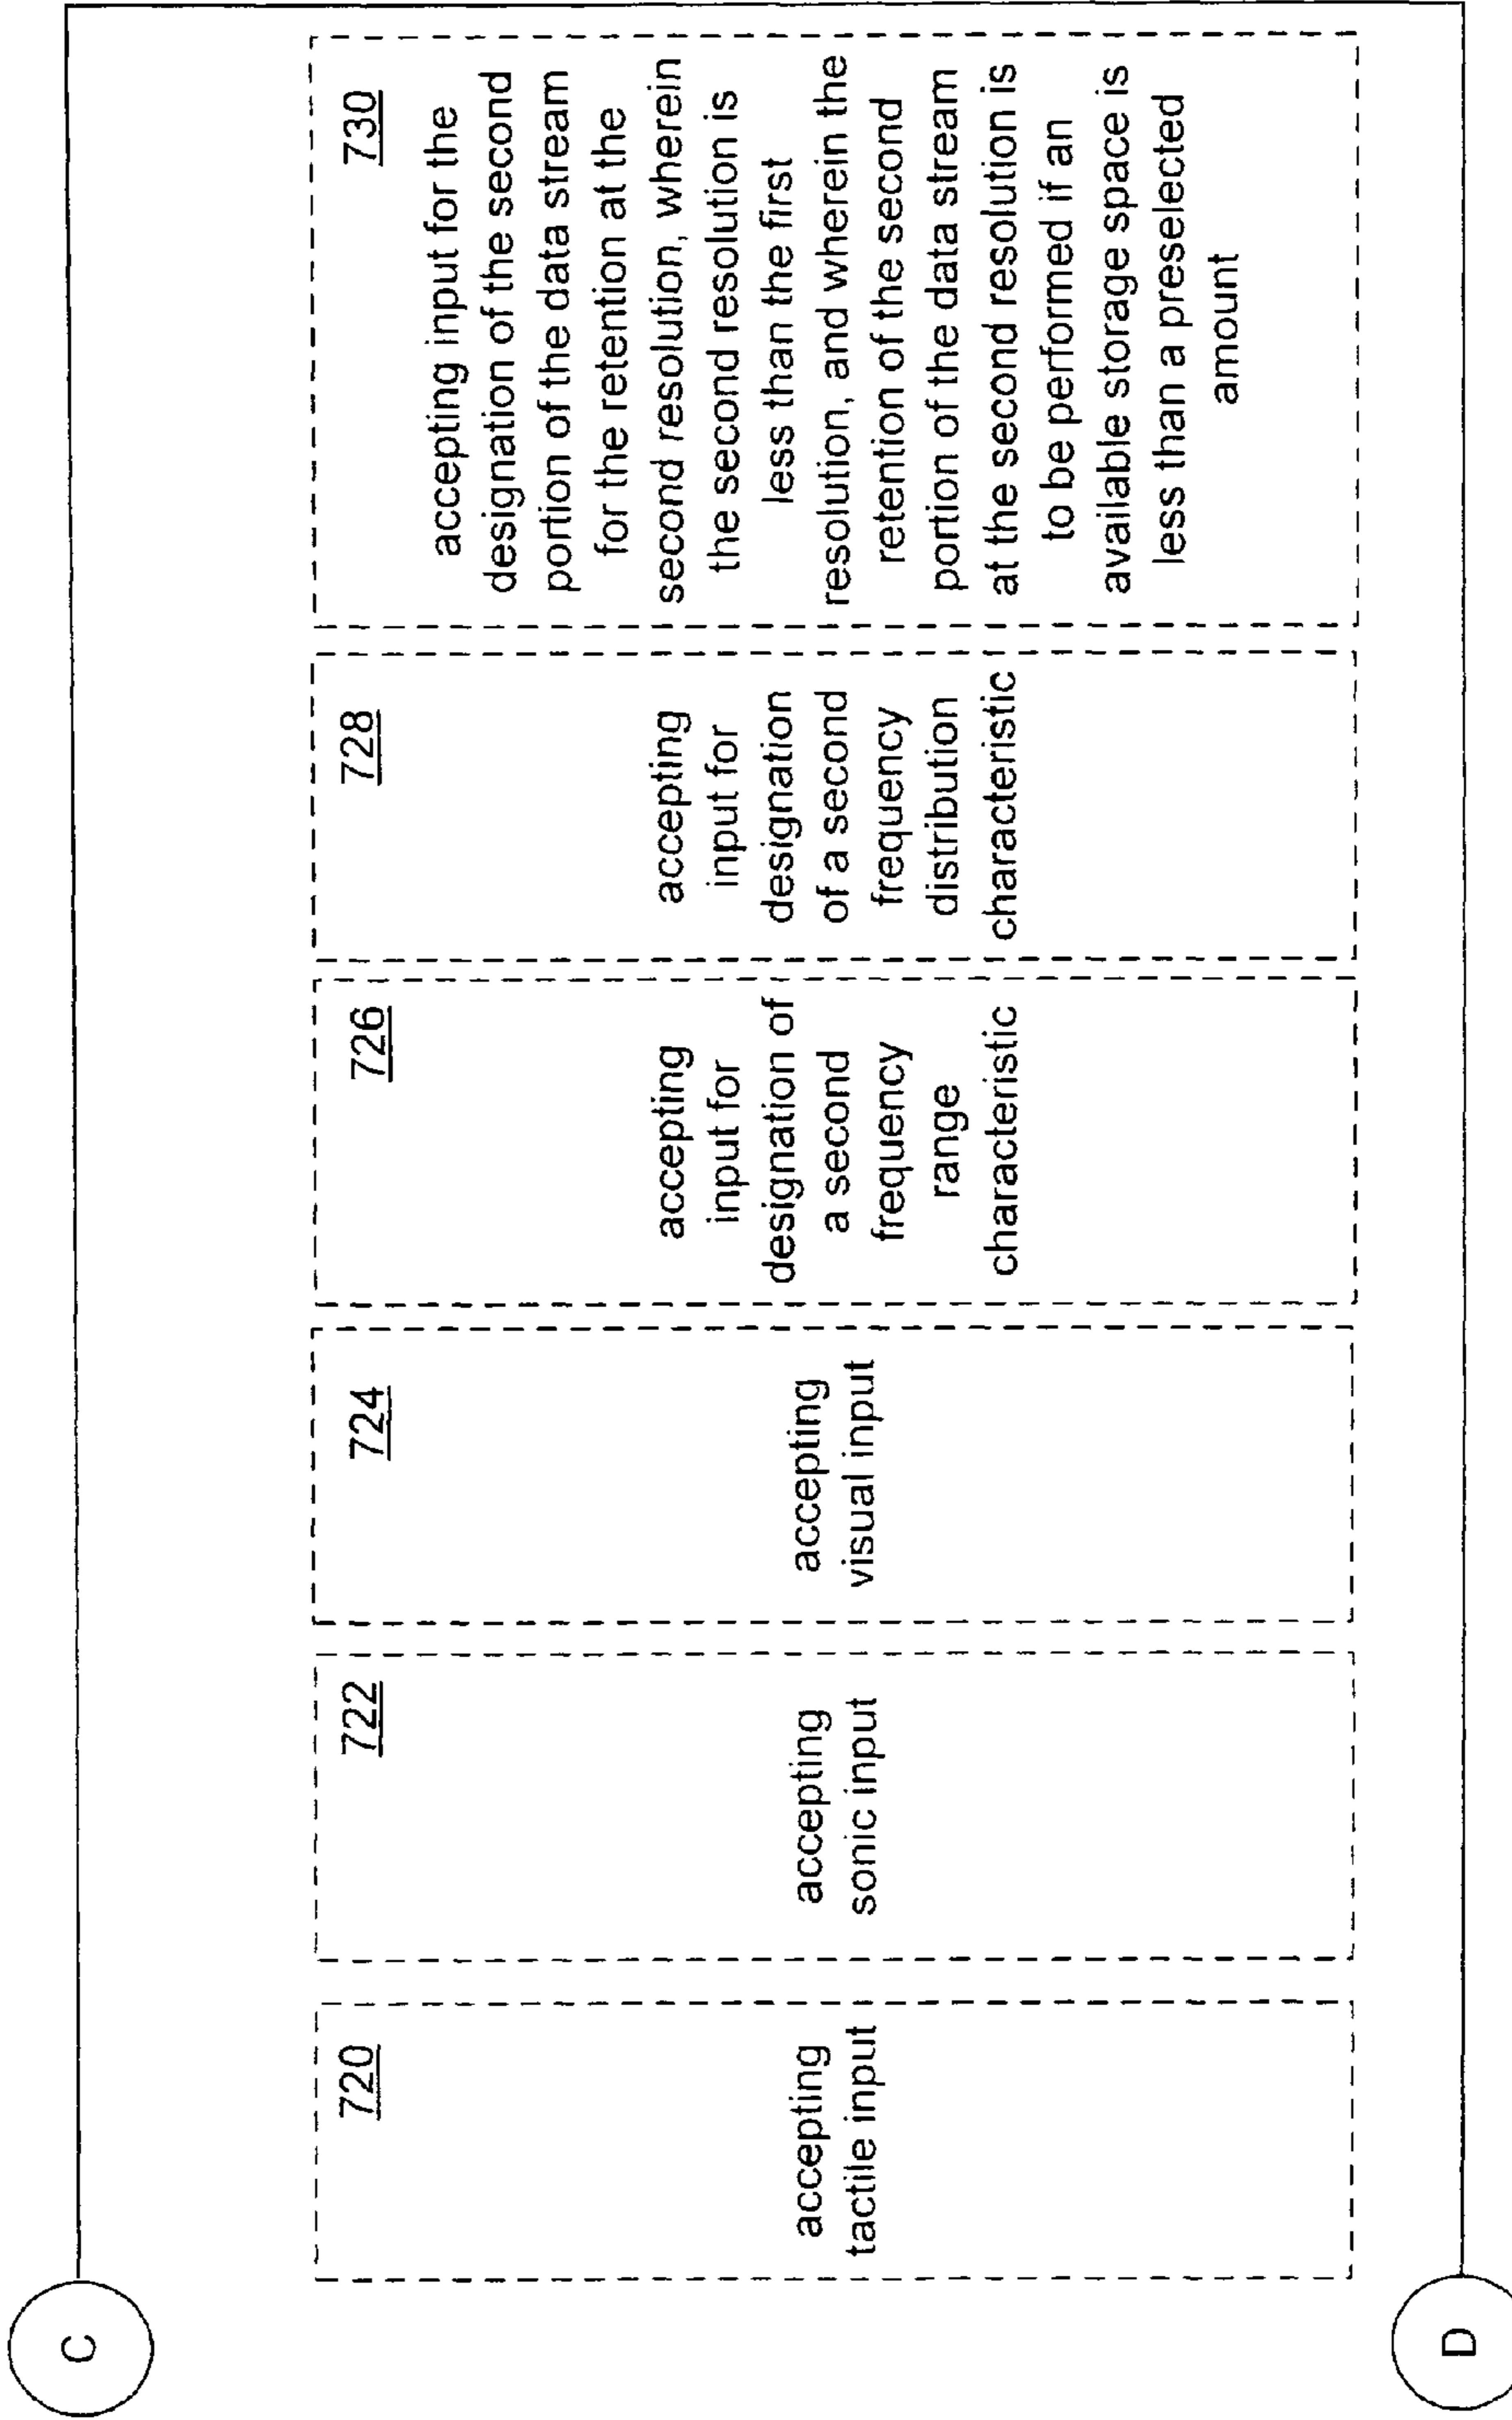 C
720
accepting
tactile input
722
accepting
sonic input
724
accepting
visual input
726
accepting
input for
designation of
a second
frequency
range
characteristic
728
accepting
input for
designation
of a second
frequency
distribution
characteristic
730
accepting input for the
designation of the second
portion of the data stream
for the retention at the
second resolution, wherein
the second resolution is
less than the first
resolution, and wherein the
retention of the second
portion of the data stream
at the second resolution is
to be performed if an
available storage space is
less than a preselected
amount
D